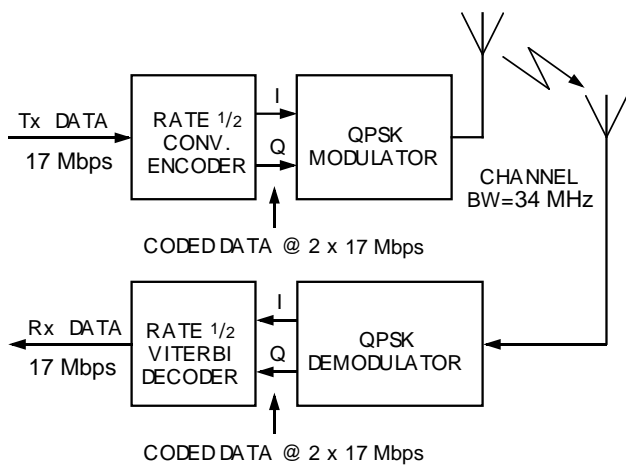 Tx DATA
17 Mbps
RATE 1/2
CONV.
ENCODER
I
Q
QPSK
MODULATOR
CHANNEL
BW=34 MHz
CODED DATA @ 2 x 17 Mbps
Rx DATA
17 Mbps
RATE 1/2
VITERBI
DECODER
I
Q
QPSK
DEMODULATOR
CODED DATA @ 2 x 17 Mbps